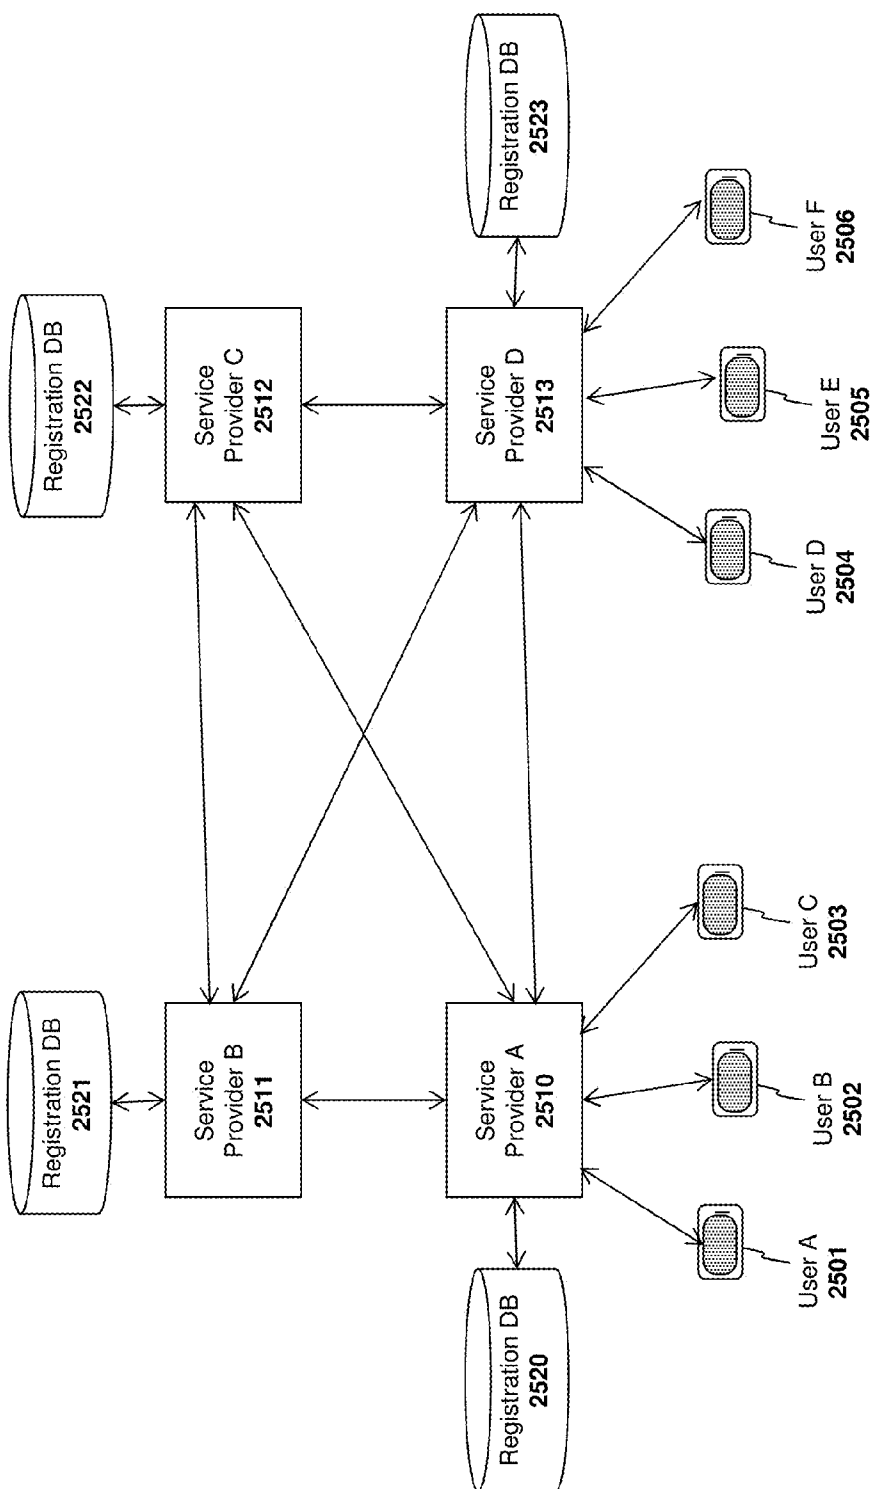 Registration DB
2521
Registration DB
2522
Service
Provider B
2511
Service
Provider C
2512
Registration DB
2520
Service
Provider A
2510
Service
Provider D
2513
Registration DB
2523
User A
2501
User B
2502
User C
2503
User D
2504
User E
2505
User F
2506